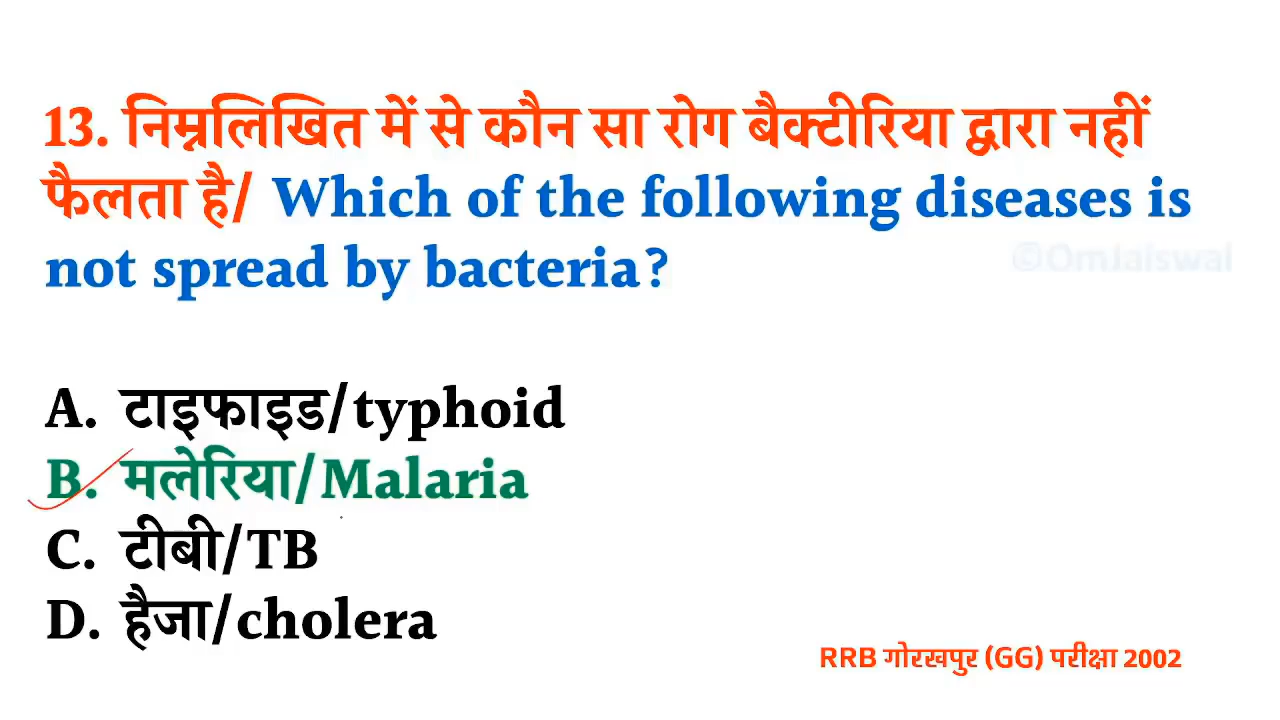 13. निम्नलिखित में से कौन सा रोग बैक्टीरिया द्वारा नहीं
फैलता है/ Which of the following diseases is
not spread by bacteria?
©OmJaiswal
A. टाइफाइड/typhoid
B. मलेरिया/Malaria
C. टीबी/TB
D. हैजा/cholera
RRB गोरखपुर (GG) परीक्षा 2002